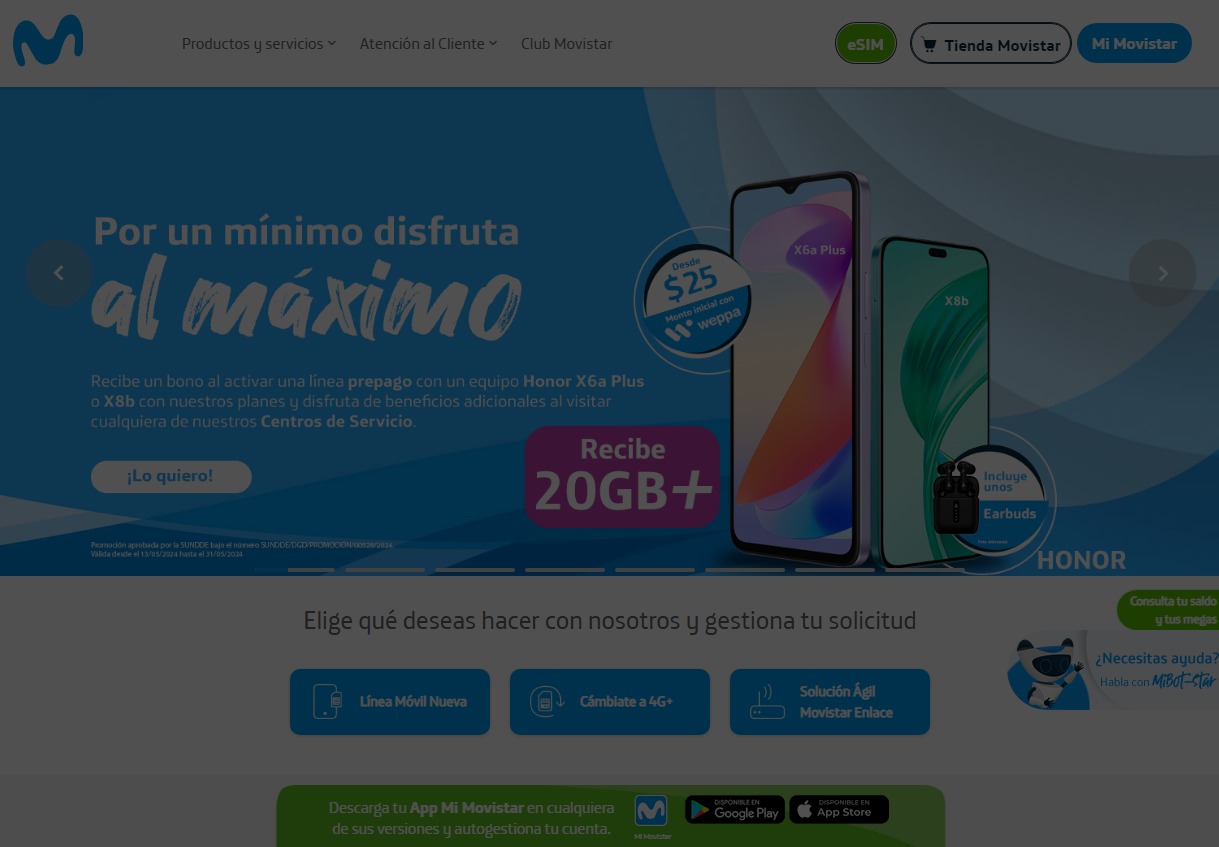 Productos y servicios
Atención al Cliente
Club Movistar
eSIM
Tienda Movistar
Mi Movistar
Por un mínimo disfruta
al máximo
Recibe un bono al activar una línea prepago con un equipo Honor X6a Plus
o X8b con nuestros planes y disfruta de beneficios adicionales al visitar
cualquiera de nuestros Centros de Servicio.
¡Lo quiero!
Promoción aprobada por la SUNDDE bajo el número
Válida desde el 13/05/2024 hasta el 31/05/2024
Desde
$25
Monto inicial con
weppa
X6a Plus
X8b
Recibe
20GB+
Incluye
unos
Earbuds
HONOR
Elige qué deseas hacer con nosotros y gestiona tu solicitud
Consulta tu saldo
y tus megas
¿Necesitas ayuda?
Habla con MiBot-star
Línea Móvil Nueva
Cámbiate a 4G+
Solución Ágil
Movistar Enlace
Descarga tu App Mi Movistar en cualquiera
de sus versiones y autogestiona tu cuenta.
Mi Movistar
DISPONIBLE EN
Google Play
DISPONIBLE EN
App Store